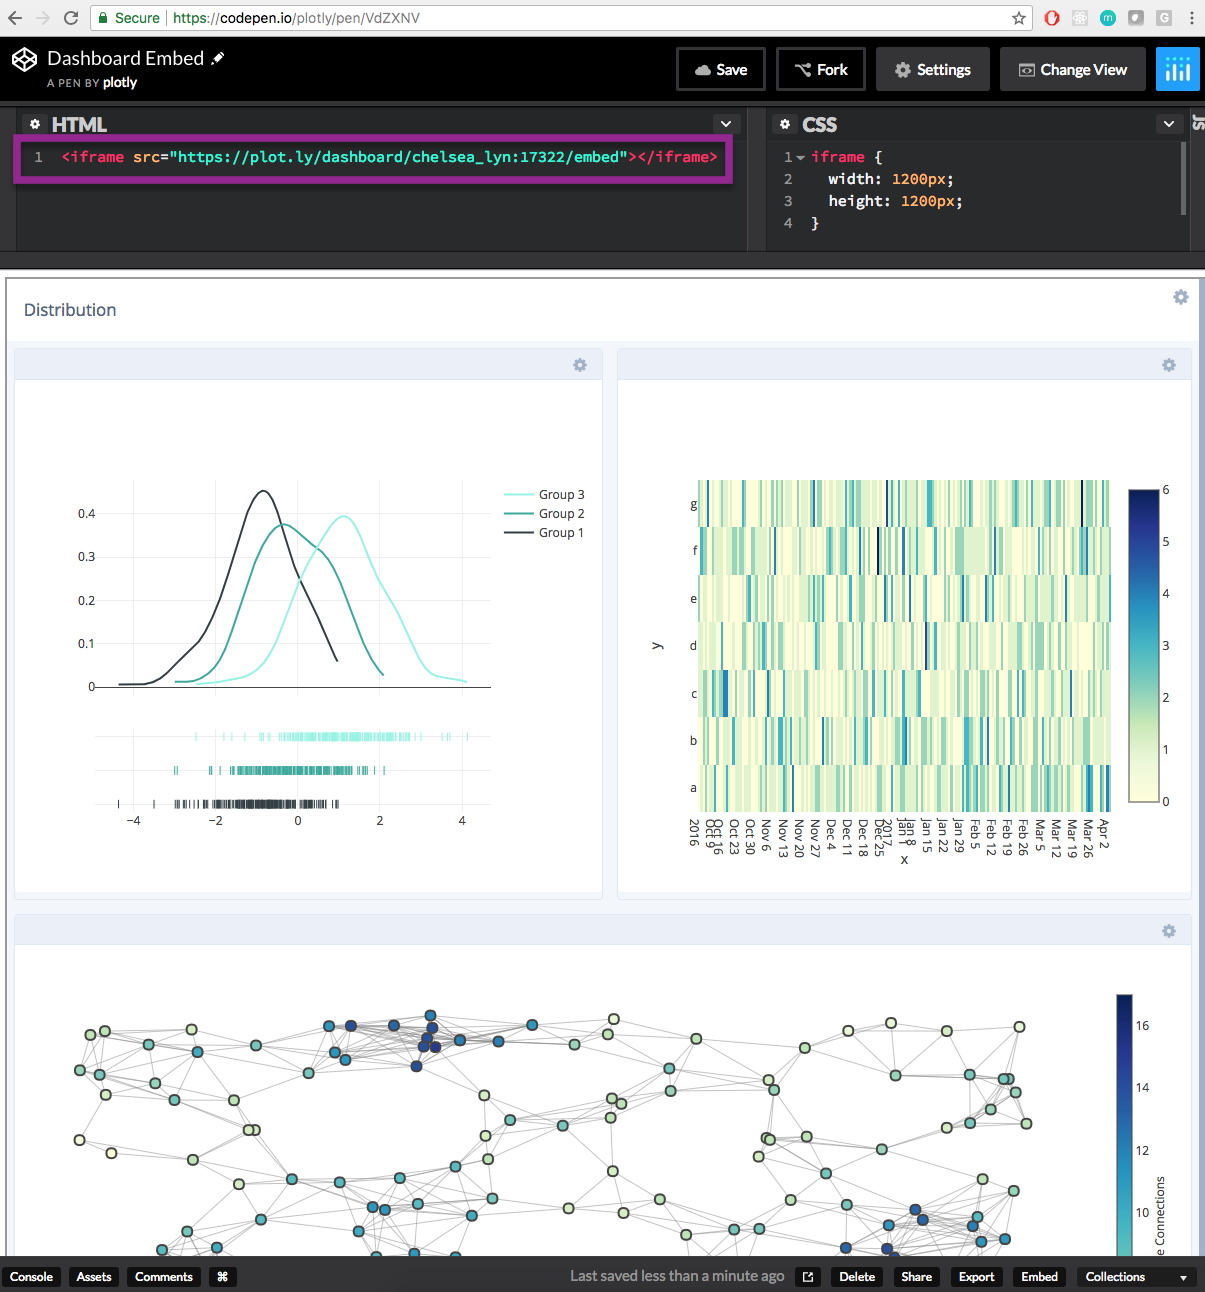 Secure
https://codepen.io/plotly/pen/VdZXNV
m
G
Dashboard Embed
A PEN BY plotly
Save
Fork
Settings
Change View
HTML
1 <iframe src="https://plot.ly/dashboard/chelsea_lyn:17322/embed"></iframe>
CSS
1 iframe {
2 width: 1200px;
3 height: 1200px;
4 }
JS
Distribution
0.4
0.3
0.2
0.1
0
Group 3
Group 2
Group 1
−4
−2
0
2
4
y
g
f
e
d
c
b
a
2016
Oct 9
Oct 16
Oct 23
Oct 30
Nov 6
Nov 13
Nov 20
Nov 27
Dec 4
Dec 11
Dec 18
Dec 25
2017
Jan 1
Jan 8
Jan 15
Jan 22
Jan 29
Feb 5
Feb 12
Feb 19
Feb 26
Mar 5
Mar 12
Mar 19
Mar 26
Apr 2
x
6
5
4
3
2
1
0
16
14
12
10
e Connections
Console
Assets
Comments
⌘
Last saved less than a minute ago
Delete
Share
Export
Embed
Collections